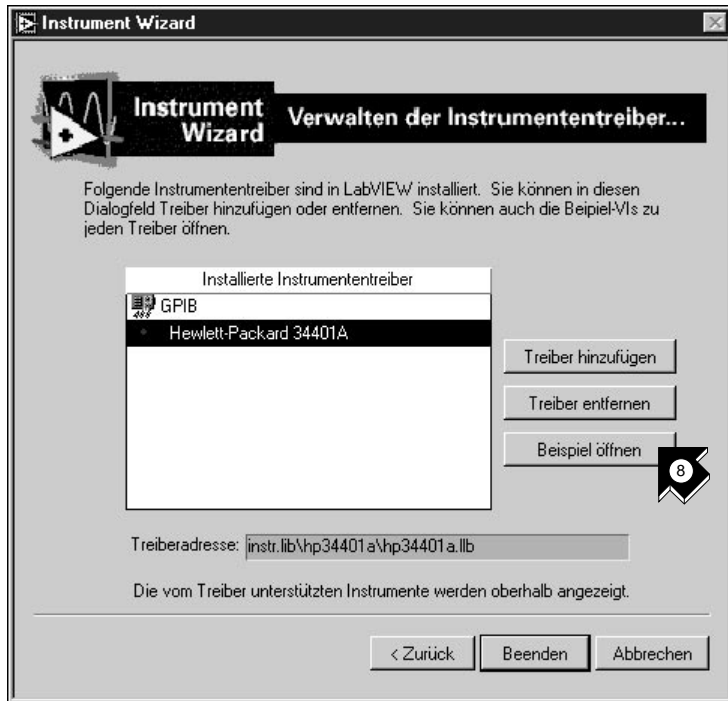 Instrument Wizard
Instrument
Wizard
Verwalten der Instrumententreiber...
Folgende Instrumententreiber sind in LabVIEW installiert. Sie können in diesen
Dialogfeld Treiber hinzufügen oder entfernen. Sie können auch die Beipiel-VIs zu
jeden Treiber öffnen.
Installierte Instrumententreiber
GPIB
Hewlett-Packard 34401A
Treiber hinzufügen
Treiber entfernen
Beispiel öffnen
8
Treiberadresse: instr.lib\hp34401a\hp34401a.llb
Die vom Treiber unterstützten Instrumente werden oberhalb angezeigt.
< Zurück
Beenden
Abbrechen